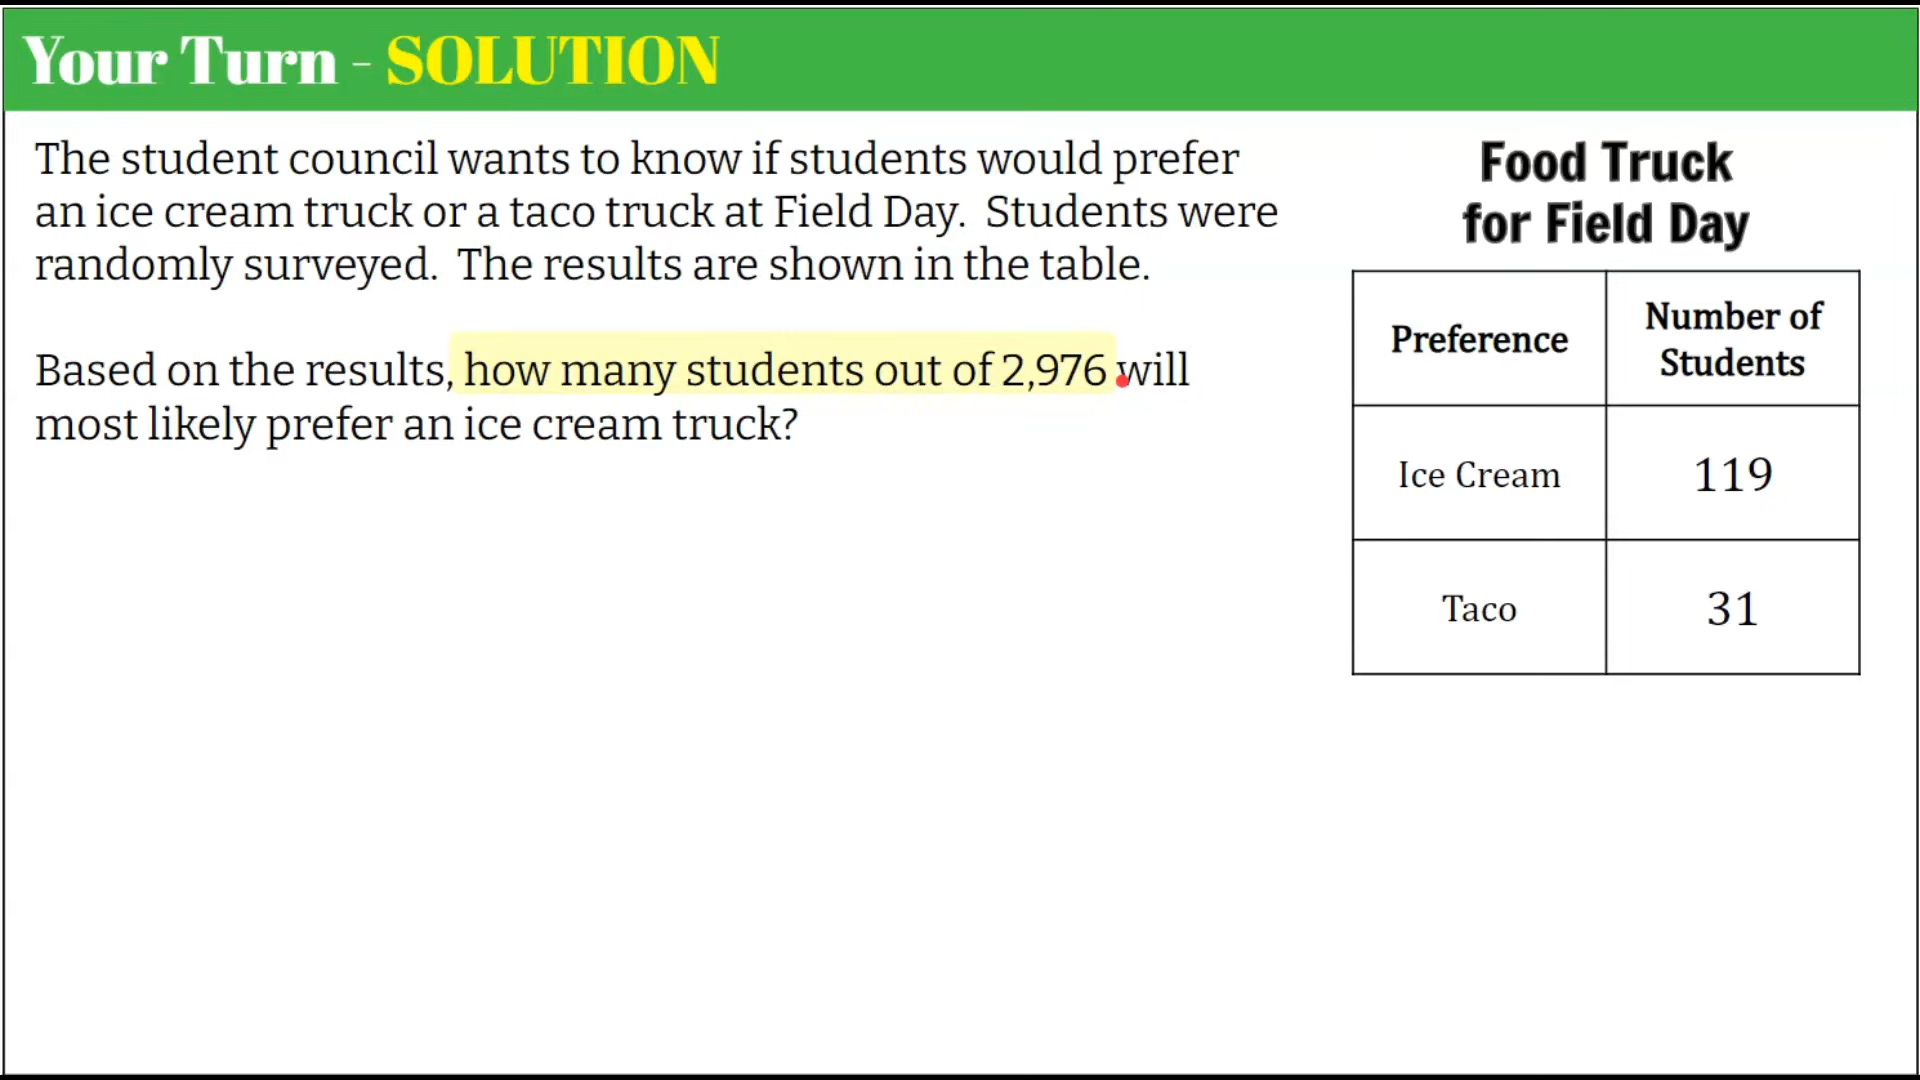 Your Turn - SOLUTION
The student council wants to know if students would prefer
an ice cream truck or a taco truck at Field Day.  Students were
randomly surveyed.  The results are shown in the table.
Based on the results, how many students out of 2,976 will
most likely prefer an ice cream truck?
Food Truck
for Field Day
Preference
Number of
Students
Ice Cream
119
Taco
31